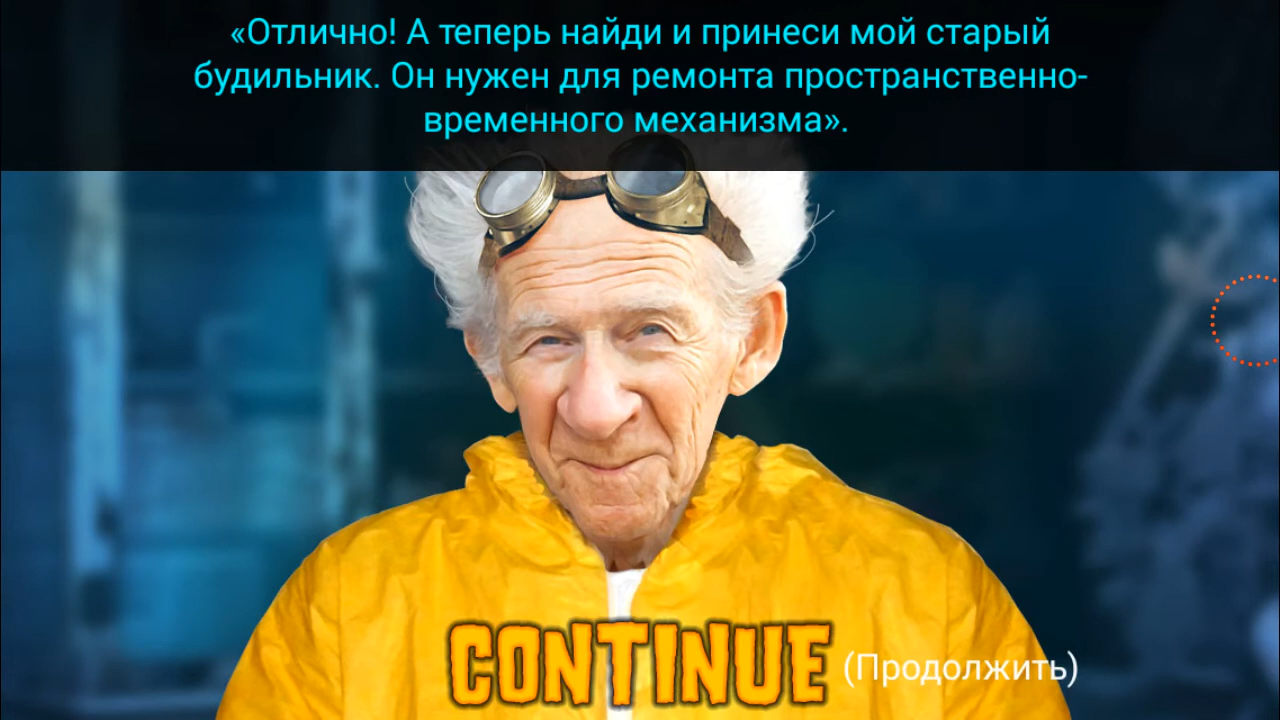 «Отлично! А теперь найди и принеси мой старый
будильник. Он нужен для ремонта пространственно-
временного механизма».
CONTINUE (Продолжить)